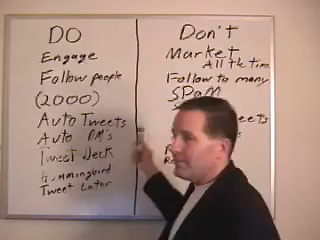 DO
Engage
Follow people
(2000)
Auto Tweets
Auto DM's
Tweet Deck
Hummingbird
Tweet Later
Don't
Market
All the time
Follow to many
SPAM